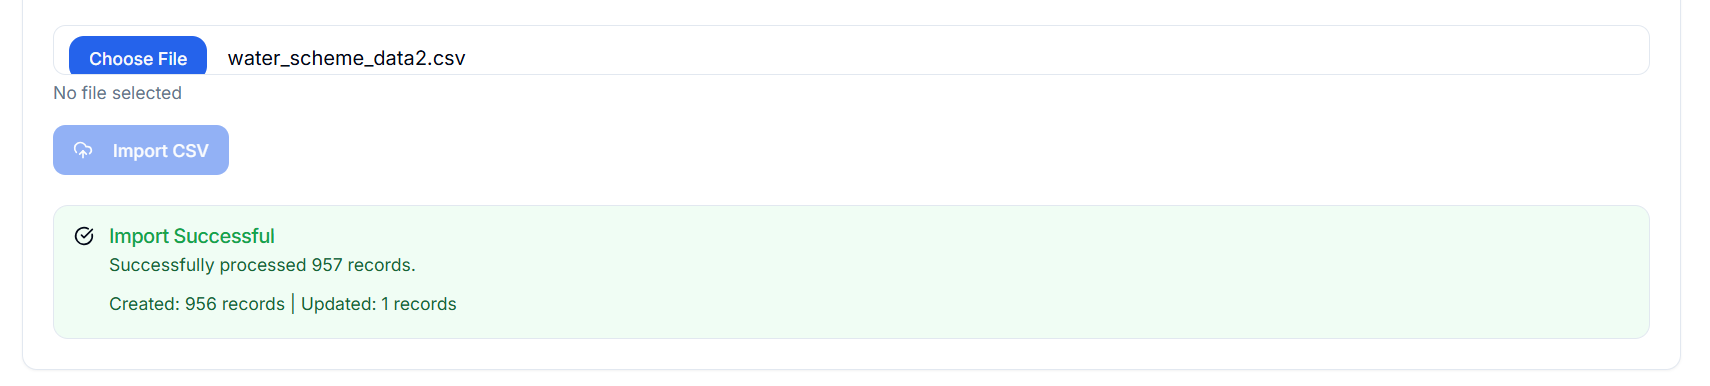 Choose File water_scheme_data2.csv
No file selected
Import CSV
Import Successful
Successfully processed 957 records.
Created: 956 records | Updated: 1 records